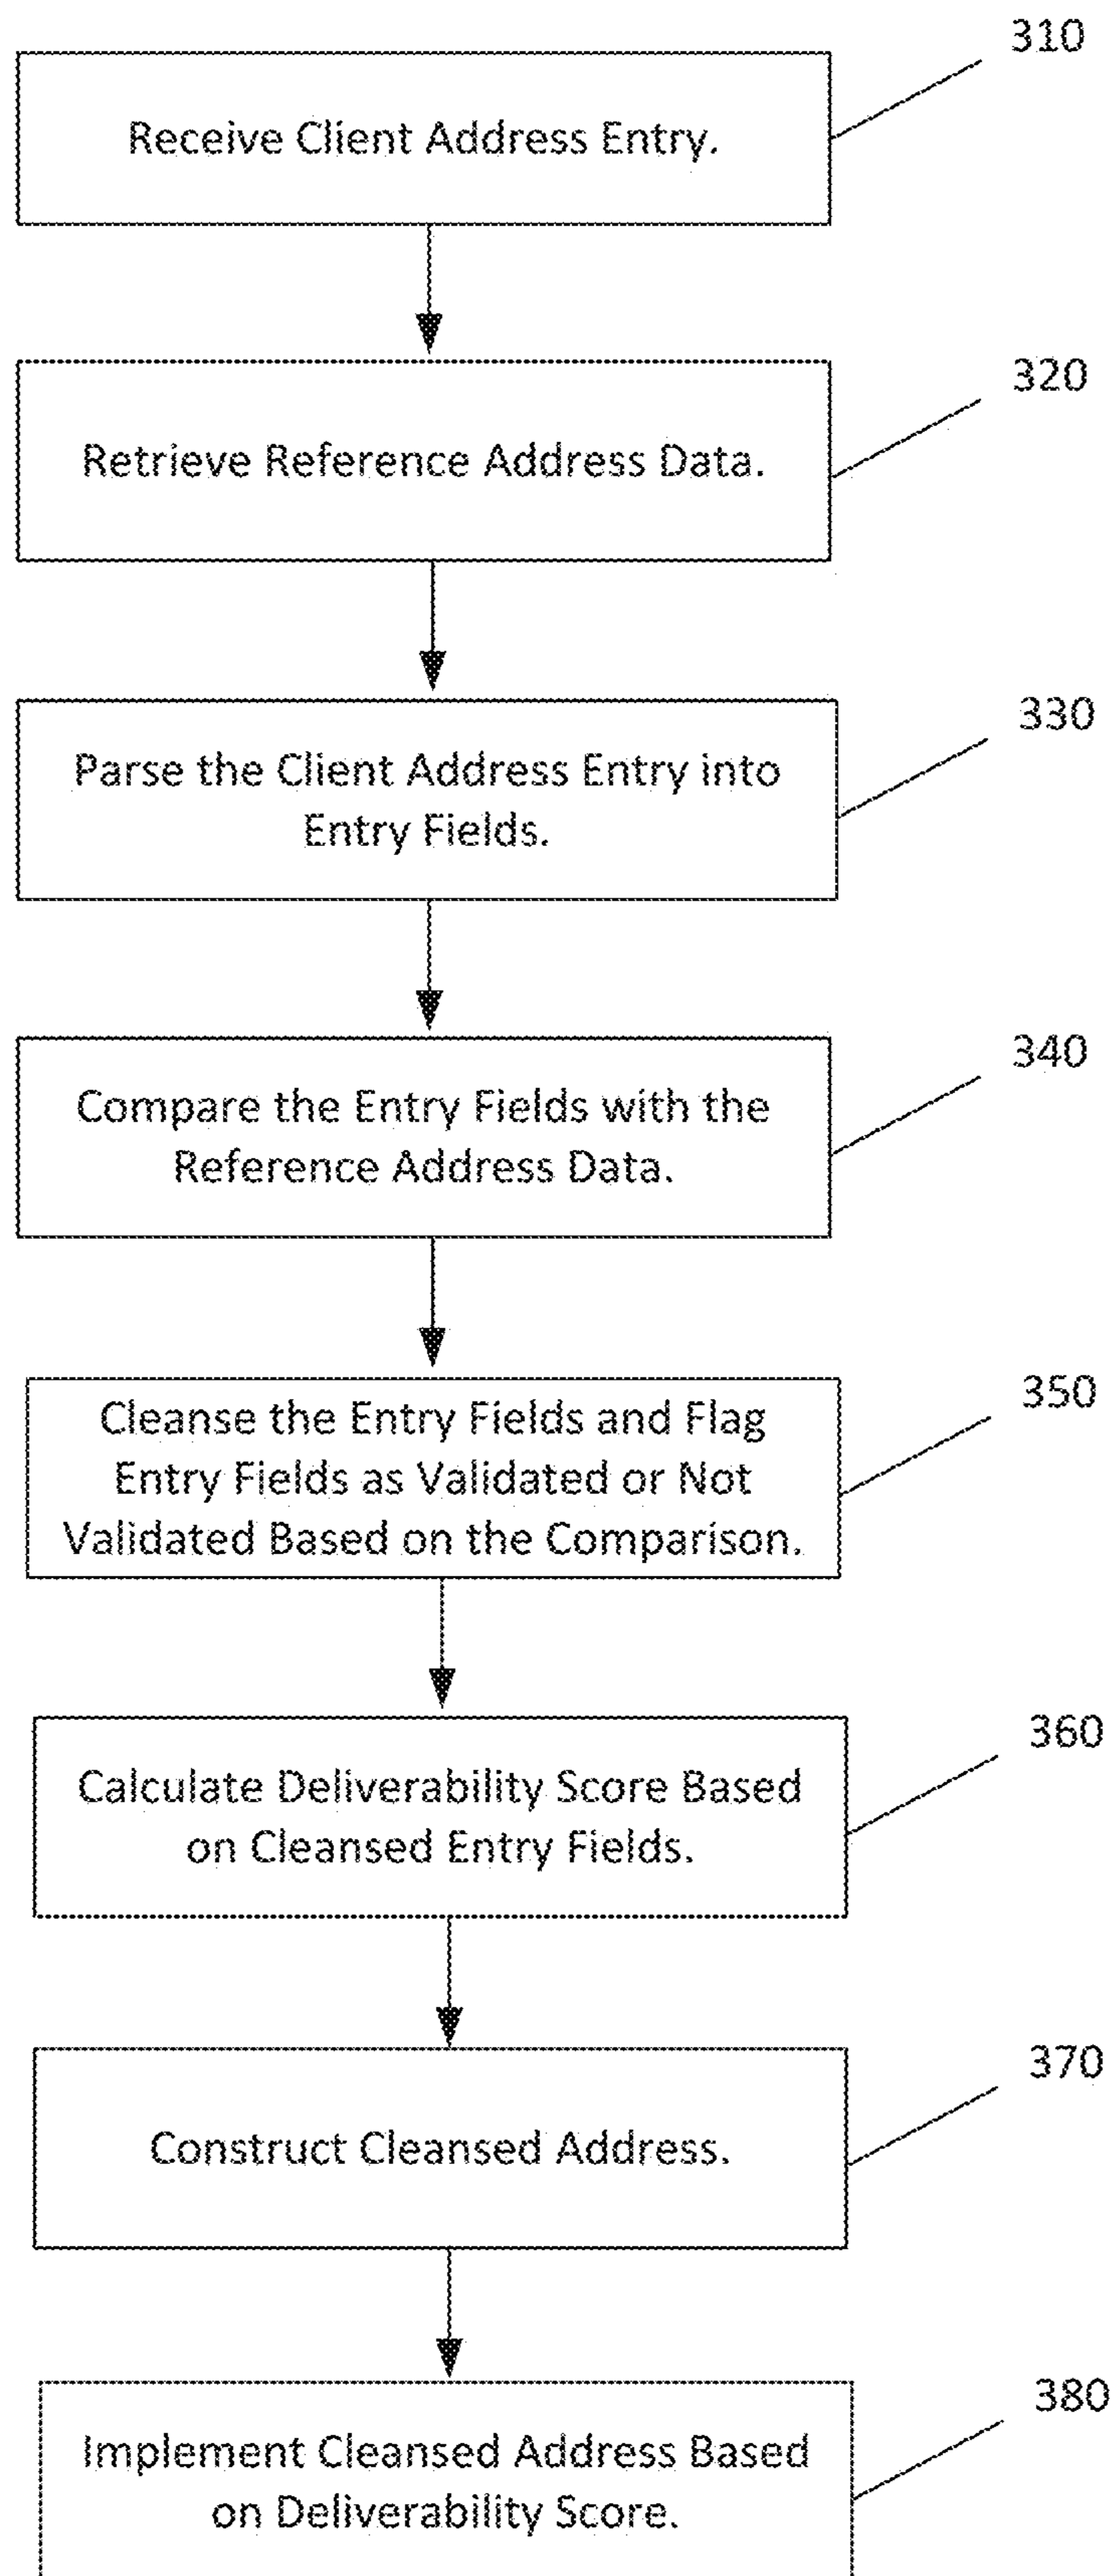 310
Receive Client Address Entry.
320
Retrieve Reference Address Data.
330
Parse the Client Address Entry into
Entry Fields.
340
Compare the Entry Fields with the
Reference Address Data.
350
Cleanse the Entry Fields and Flag
Entry Fields as Validated or Not
Validated Based on the Comparison.
360
Calculate Deliverability Score Based
on Cleansed Entry Fields.
370
Construct Cleansed Address.
380
Implement Cleansed Address Based
on Deliverability Score.